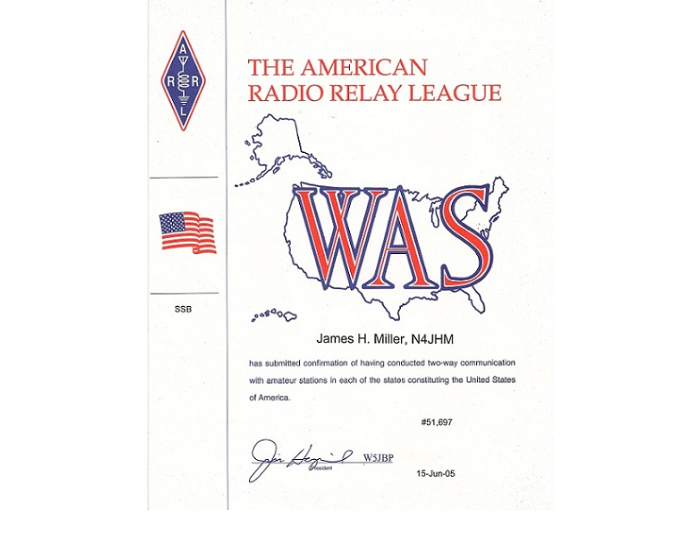 A
R R
L
THE AMERICAN
RADIO RELAY LEAGUE
WAS
SSB
James H. Miller, N4JHM
has submitted confirmation of having conducted two-way communication
with amateur stations in each of the states constituting the United States
of America.
#51,697
W5JBP
President
15-Jun-05